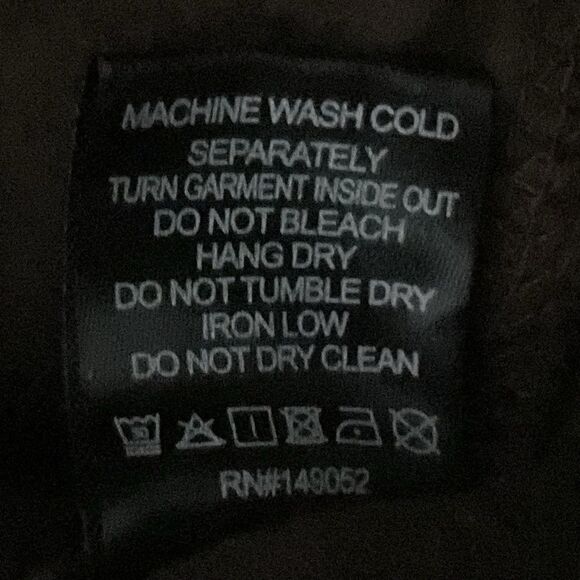 MACHINE WASH COLD
SEPARATELY
TURN GARMENT INSIDE OUT
DO NOT BLEACH
HANG DRY
DO NOT TUMBLE DRY
IRON LOW
DO NOT DRY CLEAN
30
RN#149052